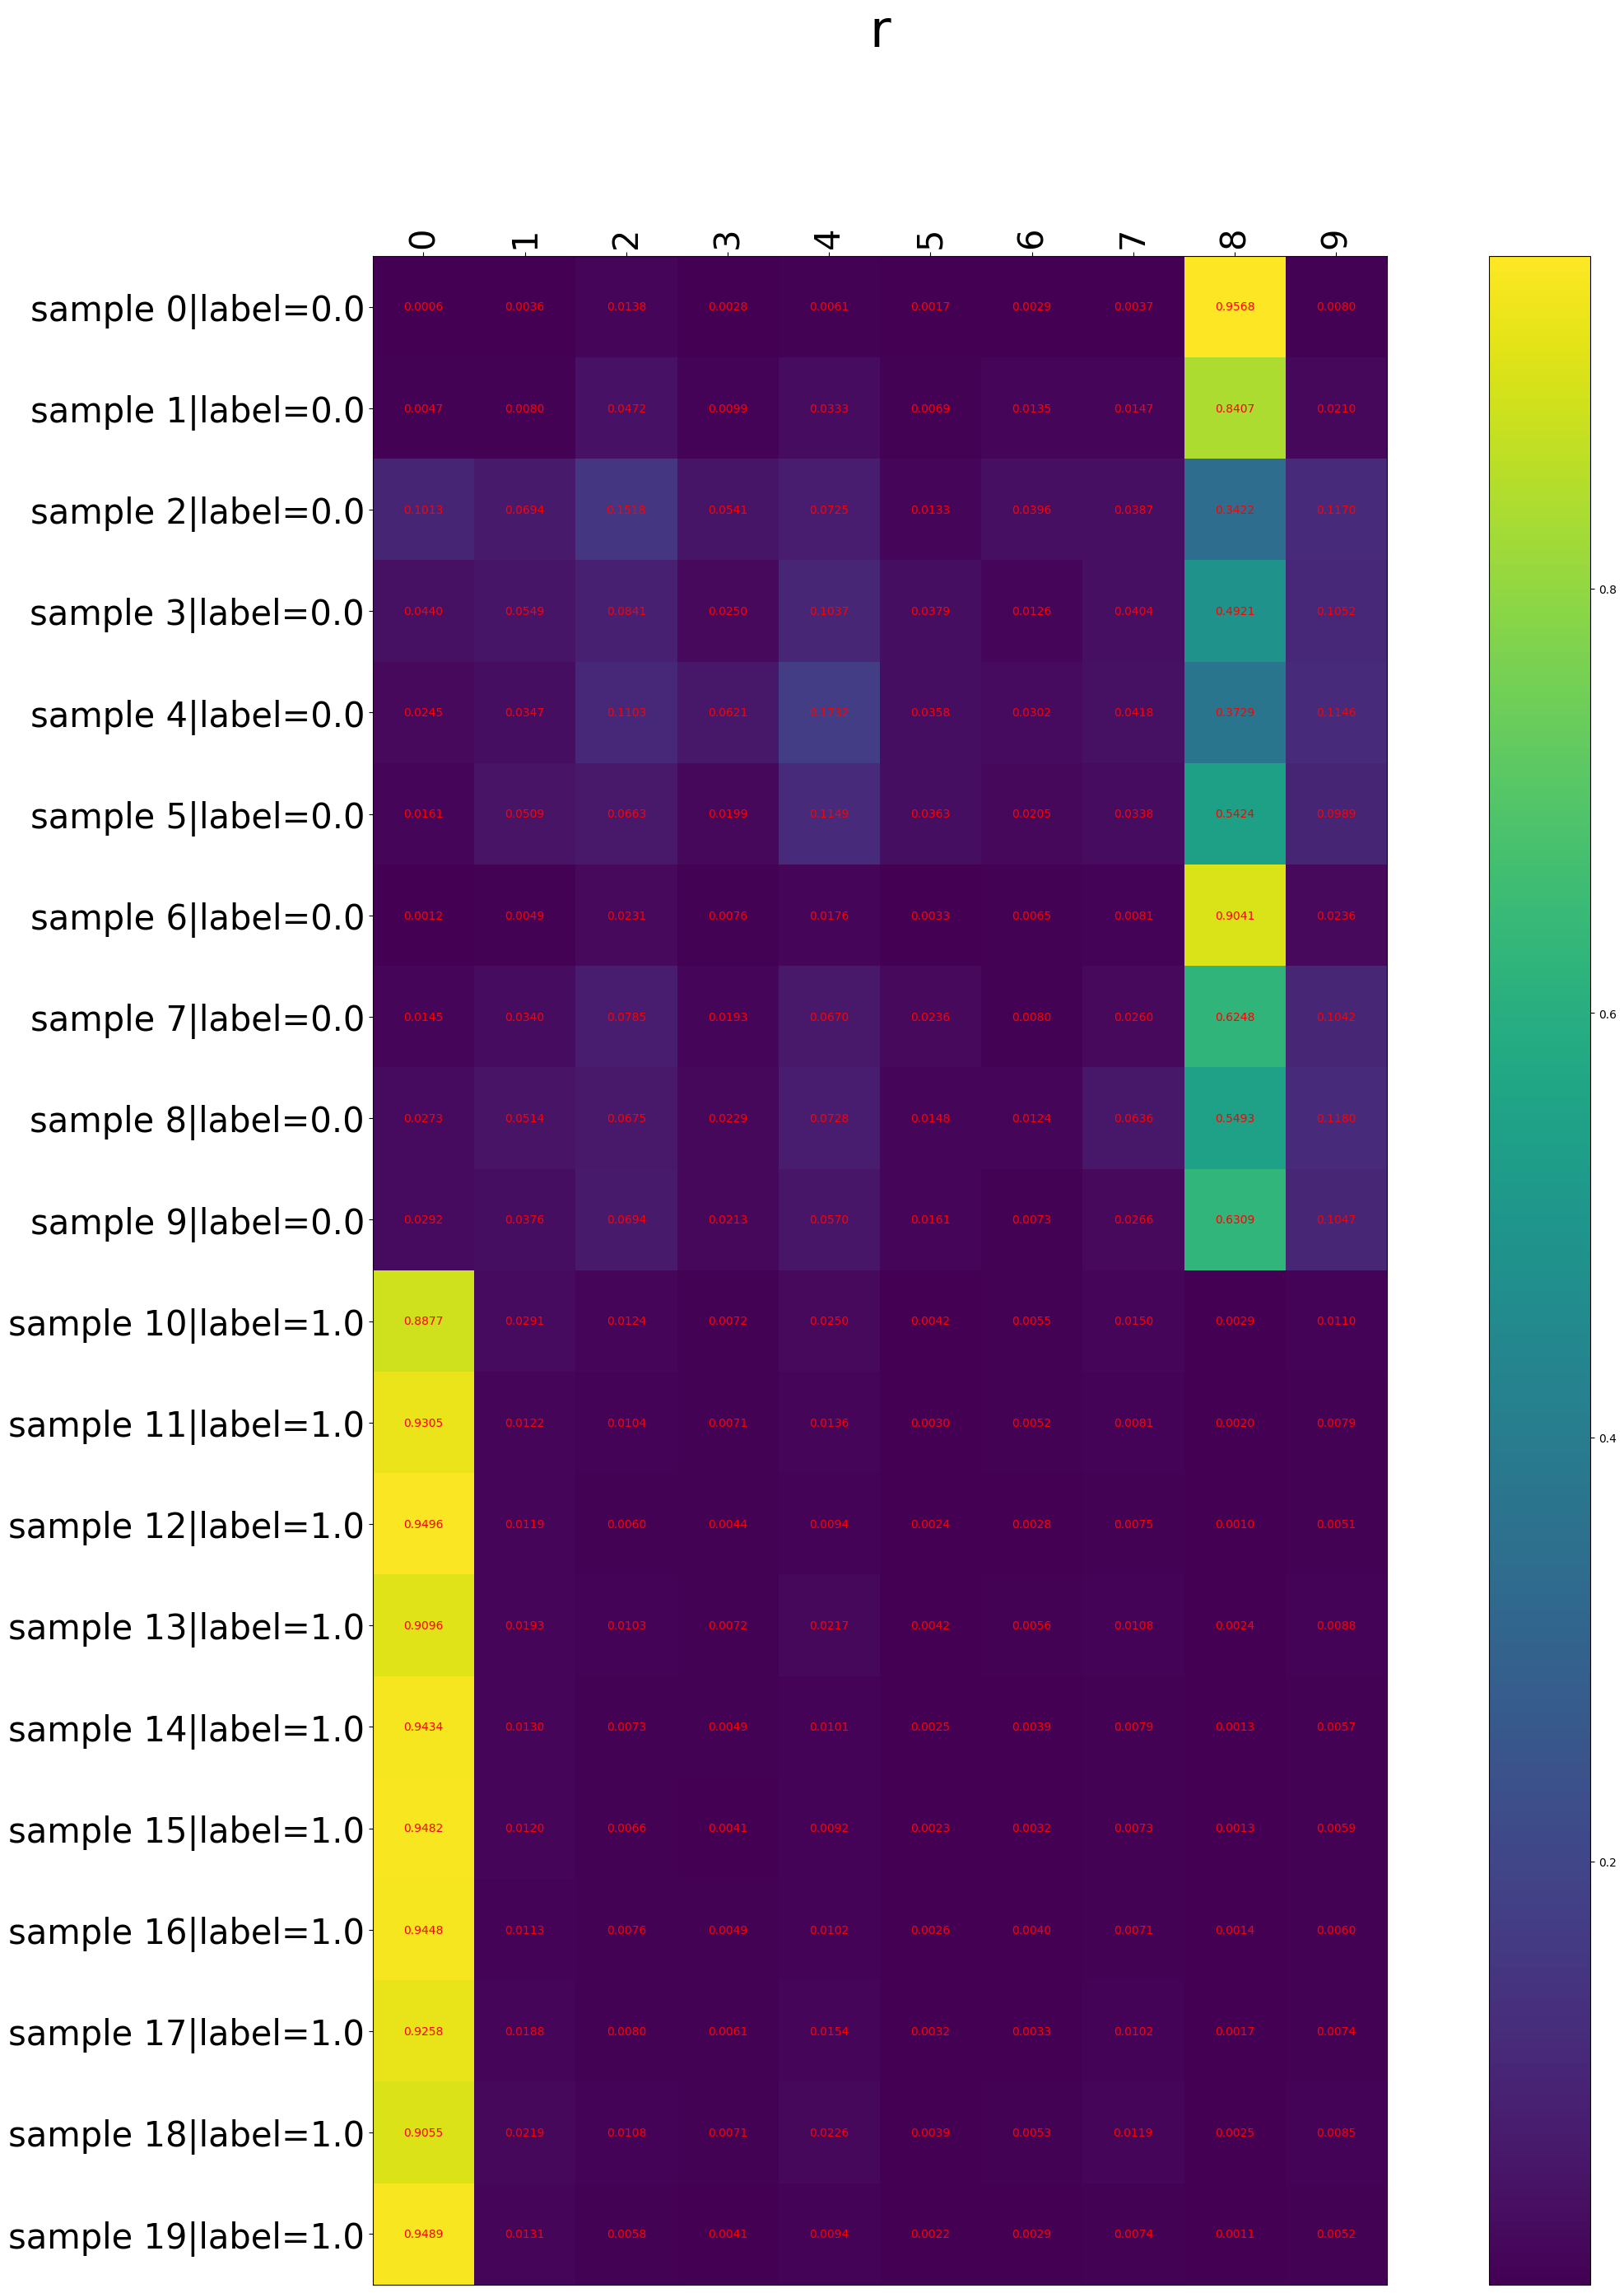 r
0 1 2 3 4 5 6 7 8 9
sample 0|label=0.0 0.0006 0.0036 0.0138 0.0028 0.0061 0.0017 0.0029 0.0037 0.9568 0.0080
sample 1|label=0.0 0.0047 0.0080 0.0472 0.0099 0.0333 0.0069 0.0135 0.0147 0.8407 0.0210
sample 2|label=0.0 0.1013 0.0694 0.1518 0.0541 0.0725 0.0133 0.0396 0.0387 0.3422 0.1170
sample 3|label=0.0 0.0440 0.0549 0.0841 0.0250 0.1037 0.0379 0.0126 0.0404 0.4921 0.1052
0.8
sample 4|label=0.0 0.0245 0.0347 0.1103 0.0621 0.0358 0.0302 0.0418 0.3729 0.1146
sample 5|label=0.0 0.0161 0.0509 0.0663 0.0199 0.1149 0.0363 0.0205 0.0338 0.5424 0.0989
sample 6|label=0.0 0.0012 0.0049 0.0231 0.0076 0.0176 0.0033 0.0065 0.0081 0.9041 0.0236
sample 7|label=0.0 0.0145 0.0340 0.0785 0.0193 0.0670 0.0236 0.0080 0.0260 0.6248 0.1042
0.6
sample 8|label=0.0 0.0273 0.0514 0.0675 0.0229 0.0728 0.0148 0.0124 0.0636 0.5493 0.1180
sample 9|label=0.0 0.0292 0.0376 0.0694 0.0213 0.0570 0.0161 0.0073 0.0266 0.6309 0.1047
sample 10|label=1.0 0.8877 0.0291 0.0124 0.0072 0.0250 0.0042 0.0055 0.0150 0.0029 0.0110
sample 11|label=1.0 0.9305 0.0122 0.0104 0.0071 0.0136 0.0030 0.0052 0.0081 0.0020 0.0079
0.4
sample 12|label=1.0 0.9496 0.0119 0.0060 0.0044 0.0094 0.0024 0.0028 0.0075 0.0010 0.0051
sample 13|label=1.0 0.9096 0.0193 0.0103 0.0072 0.0217 0.0042 0.0056 0.0108 0.0024 0.0088
sample 14|label=1.0 0.9434 0.0130 0.0073 0.0049 0.0101 0.0025 0.0039 0.0079 0.0013 0.0057
sample 15|label=1.0 0.9482 0.0120 0.0066 0.0041 0.0092 0.0023 0.0032 0.0073 0.0013 0.0059
0.2
sample 16|label=1.0 0.9448 0.0113 0.0076 0.0049 0.0102 0.0026 0.0040 0.0071 0.0014 0.0060
sample 17|label=1.0 0.9258 0.0188 0.0080 0.0061 0.0154 0.0032 0.0033 0.0102 0.0017 0.0074
sample 18|label=1.0 0.9055 0.0219 0.0108 0.0071 0.0226 0.0039 0.0053 0.0119 0.0025 0.0085
sample 19|label=1.0 0.9489 0.0131 0.0058 0.0041 0.0094 0.0022 0.0029 0.0074 0.0011 0.0052